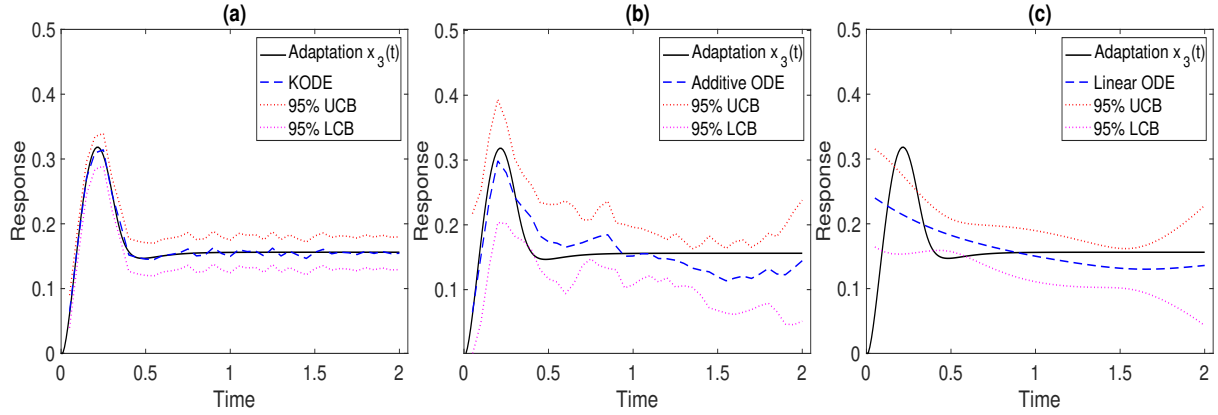 (a)
0.5
0.4
0.3
0.2
0.1
0
Response
Adaptation x3(t)
KODE
95% UCB
95% LCB
0
0.5
1
1.5
2
Time
(b)
0.5
0.4
0.3
0.2
0.1
0
Response
Adaptation x3(t)
Additive ODE
95% UCB
95% LCB
0
0.5
1
1.5
2
Time
(c)
0.5
0.4
0.3
0.2
0.1
0
Response
Adaptation x3(t)
Linear ODE
95% UCB
95% LCB
0
0.5
1
1.5
2
Time